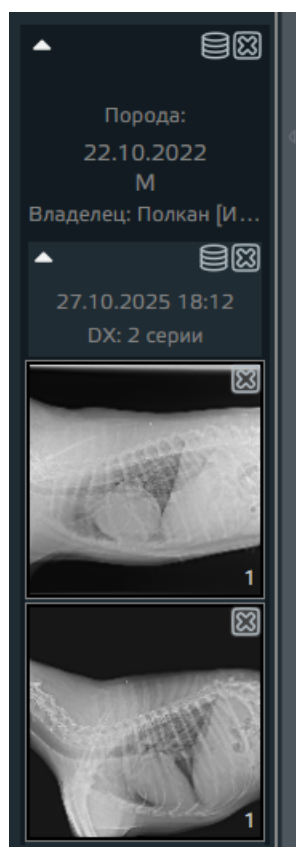 Порода:
22.10.2022
М
Владелец: Полкан [И...
27.10.2025 18:12
DX: 2 серии
1
1